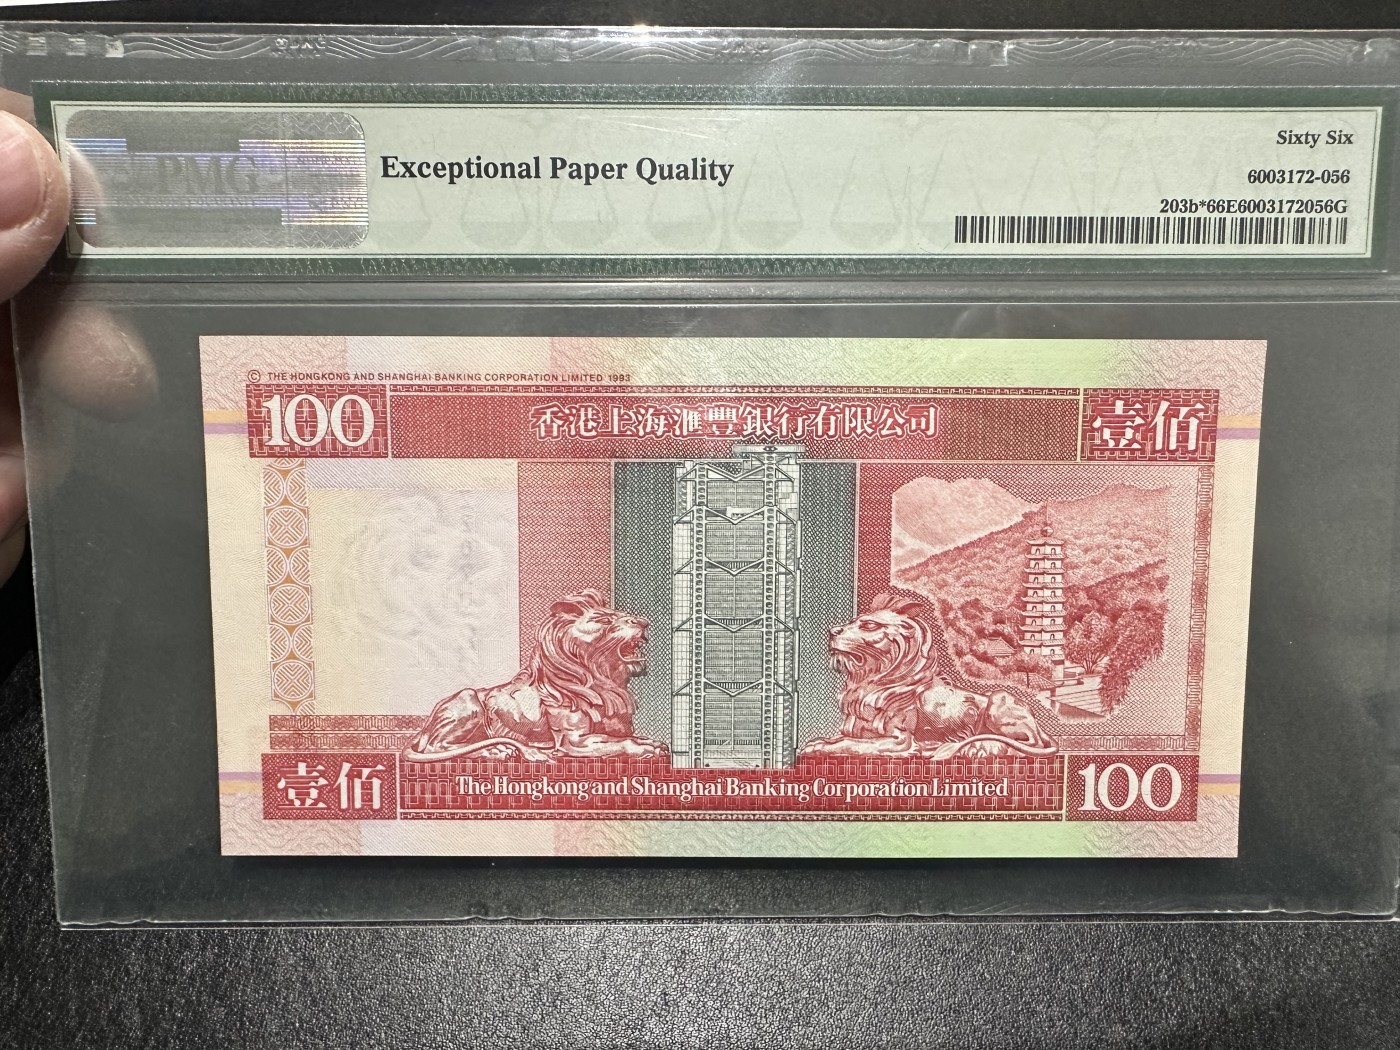 PMG
Exceptional Paper Quality
Sixty Six
6003172-056
203b*66E6003172056G
© THE HONGKONG AND SHANGHAI BANKING CORPORATION LIMITED 1993
100
香港上海滙豐銀行有限公司
壹佰
壹佰
The Hongkong and Shanghai Banking Corporation Limited
100